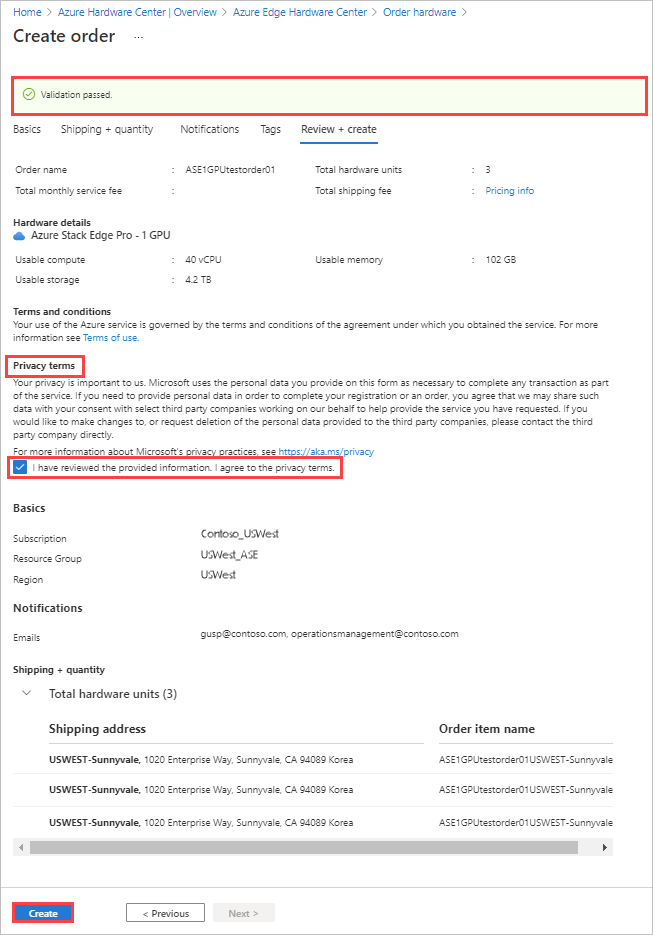 Home > Azure Hardware Center | Overview > Azure Edge Hardware Center > Order hardware >
Create order ...
Validation passed.
Basics Shipping + quantity Notifications Tags Review + create
Order name : ASE1GPUtestorder01 Total hardware units : 3
Total monthly service fee : Total shipping fee : Pricing info
Hardware details
Azure Stack Edge Pro - 1 GPU
Usable compute : 40 vCPU Usable memory : 102 GB
Usable storage : 4.2 TB
Terms and conditions
Your use of the Azure service is governed by the terms and conditions of the agreement under which you obtained the service. For more
information see Terms of use.
Privacy terms
Your privacy is important to us. Microsoft uses the personal data you provide on this form as necessary to complete any transaction as part
of the service. If you need to provide personal data in order to complete your registration or an order, you agree that we may share such
data with your consent with select third party companies working on our behalf to help provide the service you have requested. If you
would like to make changes to, or request deletion of the personal data provided to the third party companies, please contact the third
party company directly.
For more information about Microsoft's privacy practices, see https://aka.ms/privacy
I have reviewed the provided information. I agree to the privacy terms.
Basics
Subscription Contoso_USWest
Resource Group USWest_ASE
Region USWest
Notifications
Emails gusp@contoso.com, operationsmanagement@contoso.com
Shipping + quantity
Total hardware units (3)
Shipping address Order item name
USWEST-Sunnyvale, 1020 Enterprise Way, Sunnyvale, CA 94089 Korea ASE1GPUtestorder01USWEST-Sunnyvale
USWEST-Sunnyvale, 1020 Enterprise Way, Sunnyvale, CA 94089 Korea ASE1GPUtestorder01USWEST-Sunnyvale
USWEST-Sunnyvale, 1020 Enterprise Way, Sunnyvale, CA 94089 Korea ASE1GPUtestorder01USWEST-Sunnyvale
Create < Previous Next >